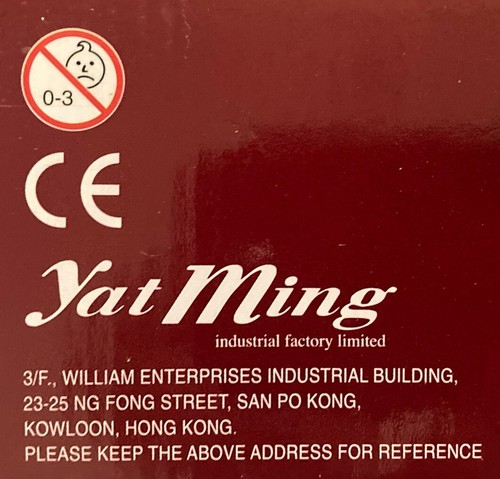 0-3
CE
Yat Ming
industrial factory limited
3/F., WILLIAM ENTERPRISES INDUSTRIAL BUILDING,
23-25 NG FONG STREET, SAN PO KONG,
KOWLOON, HONG KONG.
PLEASE KEEP THE ABOVE ADDRESS FOR REFERENCE